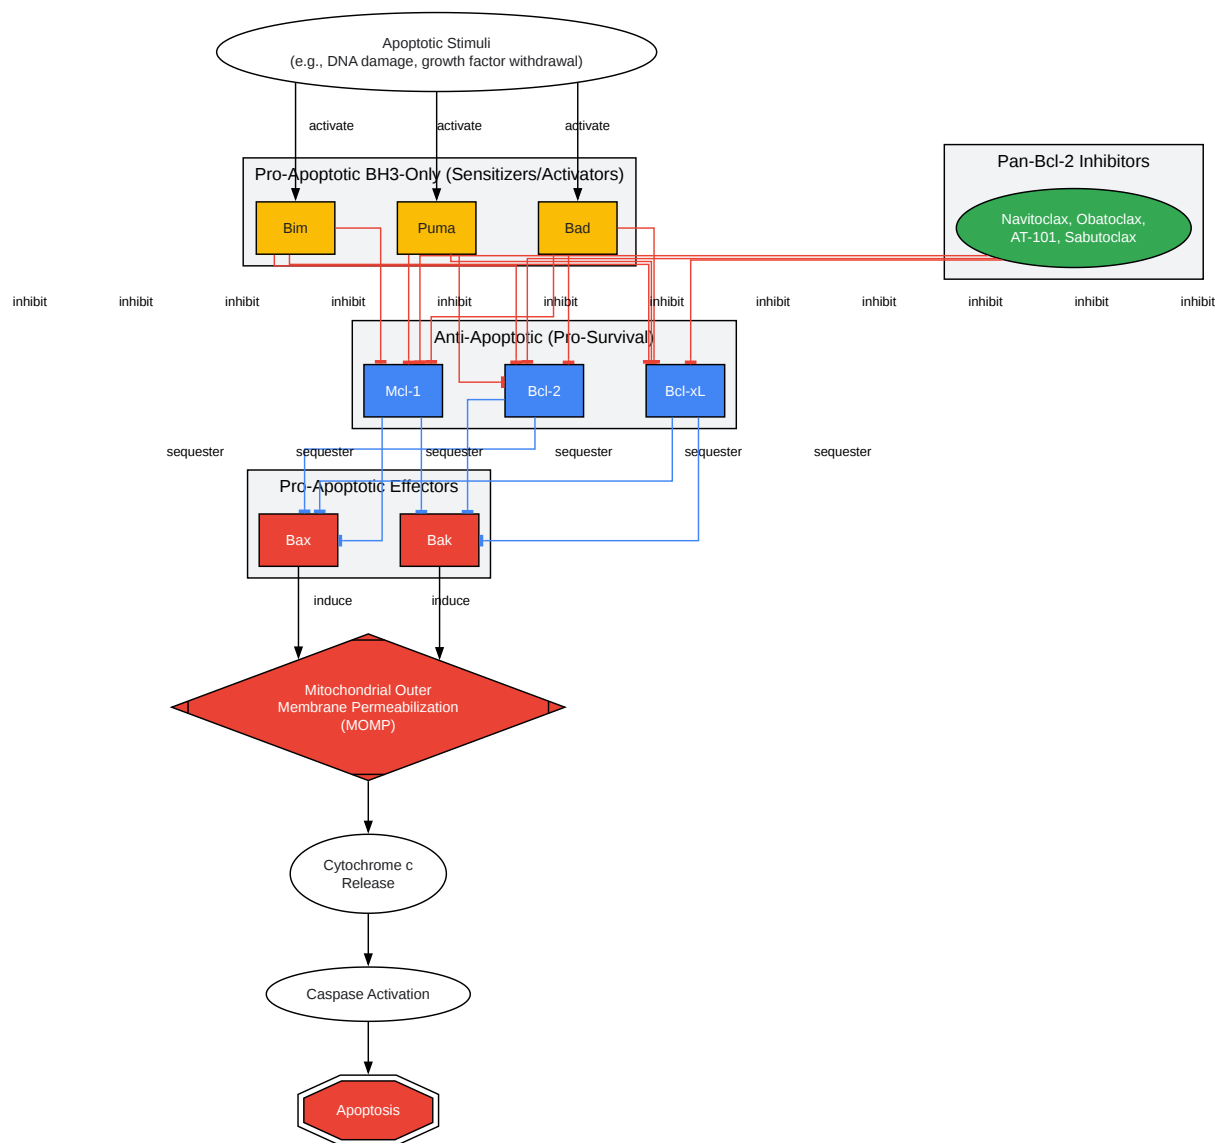 Apoptotic Stimuli
(e.g., DNA damage, growth factor withdrawal)
activate
activate
activate
Pro-Apoptotic BH3-Only (Sensitizers/Activators)
Pan-Bcl-2 Inhibitors
Bim
Puma
Bad
Navitoclax, Obatoclax,
AT-101, Sabutoclax
inhibit
inhibit
inhibit
inhibit
inhibit
inhibit
inhibit
inhibit
inhibit
inhibit
inhibit
inhibit
Anti-Apoptotic (Pro-Survival)
Mcl-1
Bcl-2
Bcl-xL
sequester
sequester
sequester
sequester
sequester
sequester
Pro-Apoptotic Effectors
Bax
Bak
induce
induce
Mitochondrial Outer
Membrane Permeabilization
(MOMP)
Cytochrome c
Release
Caspase Activation
Apoptosis